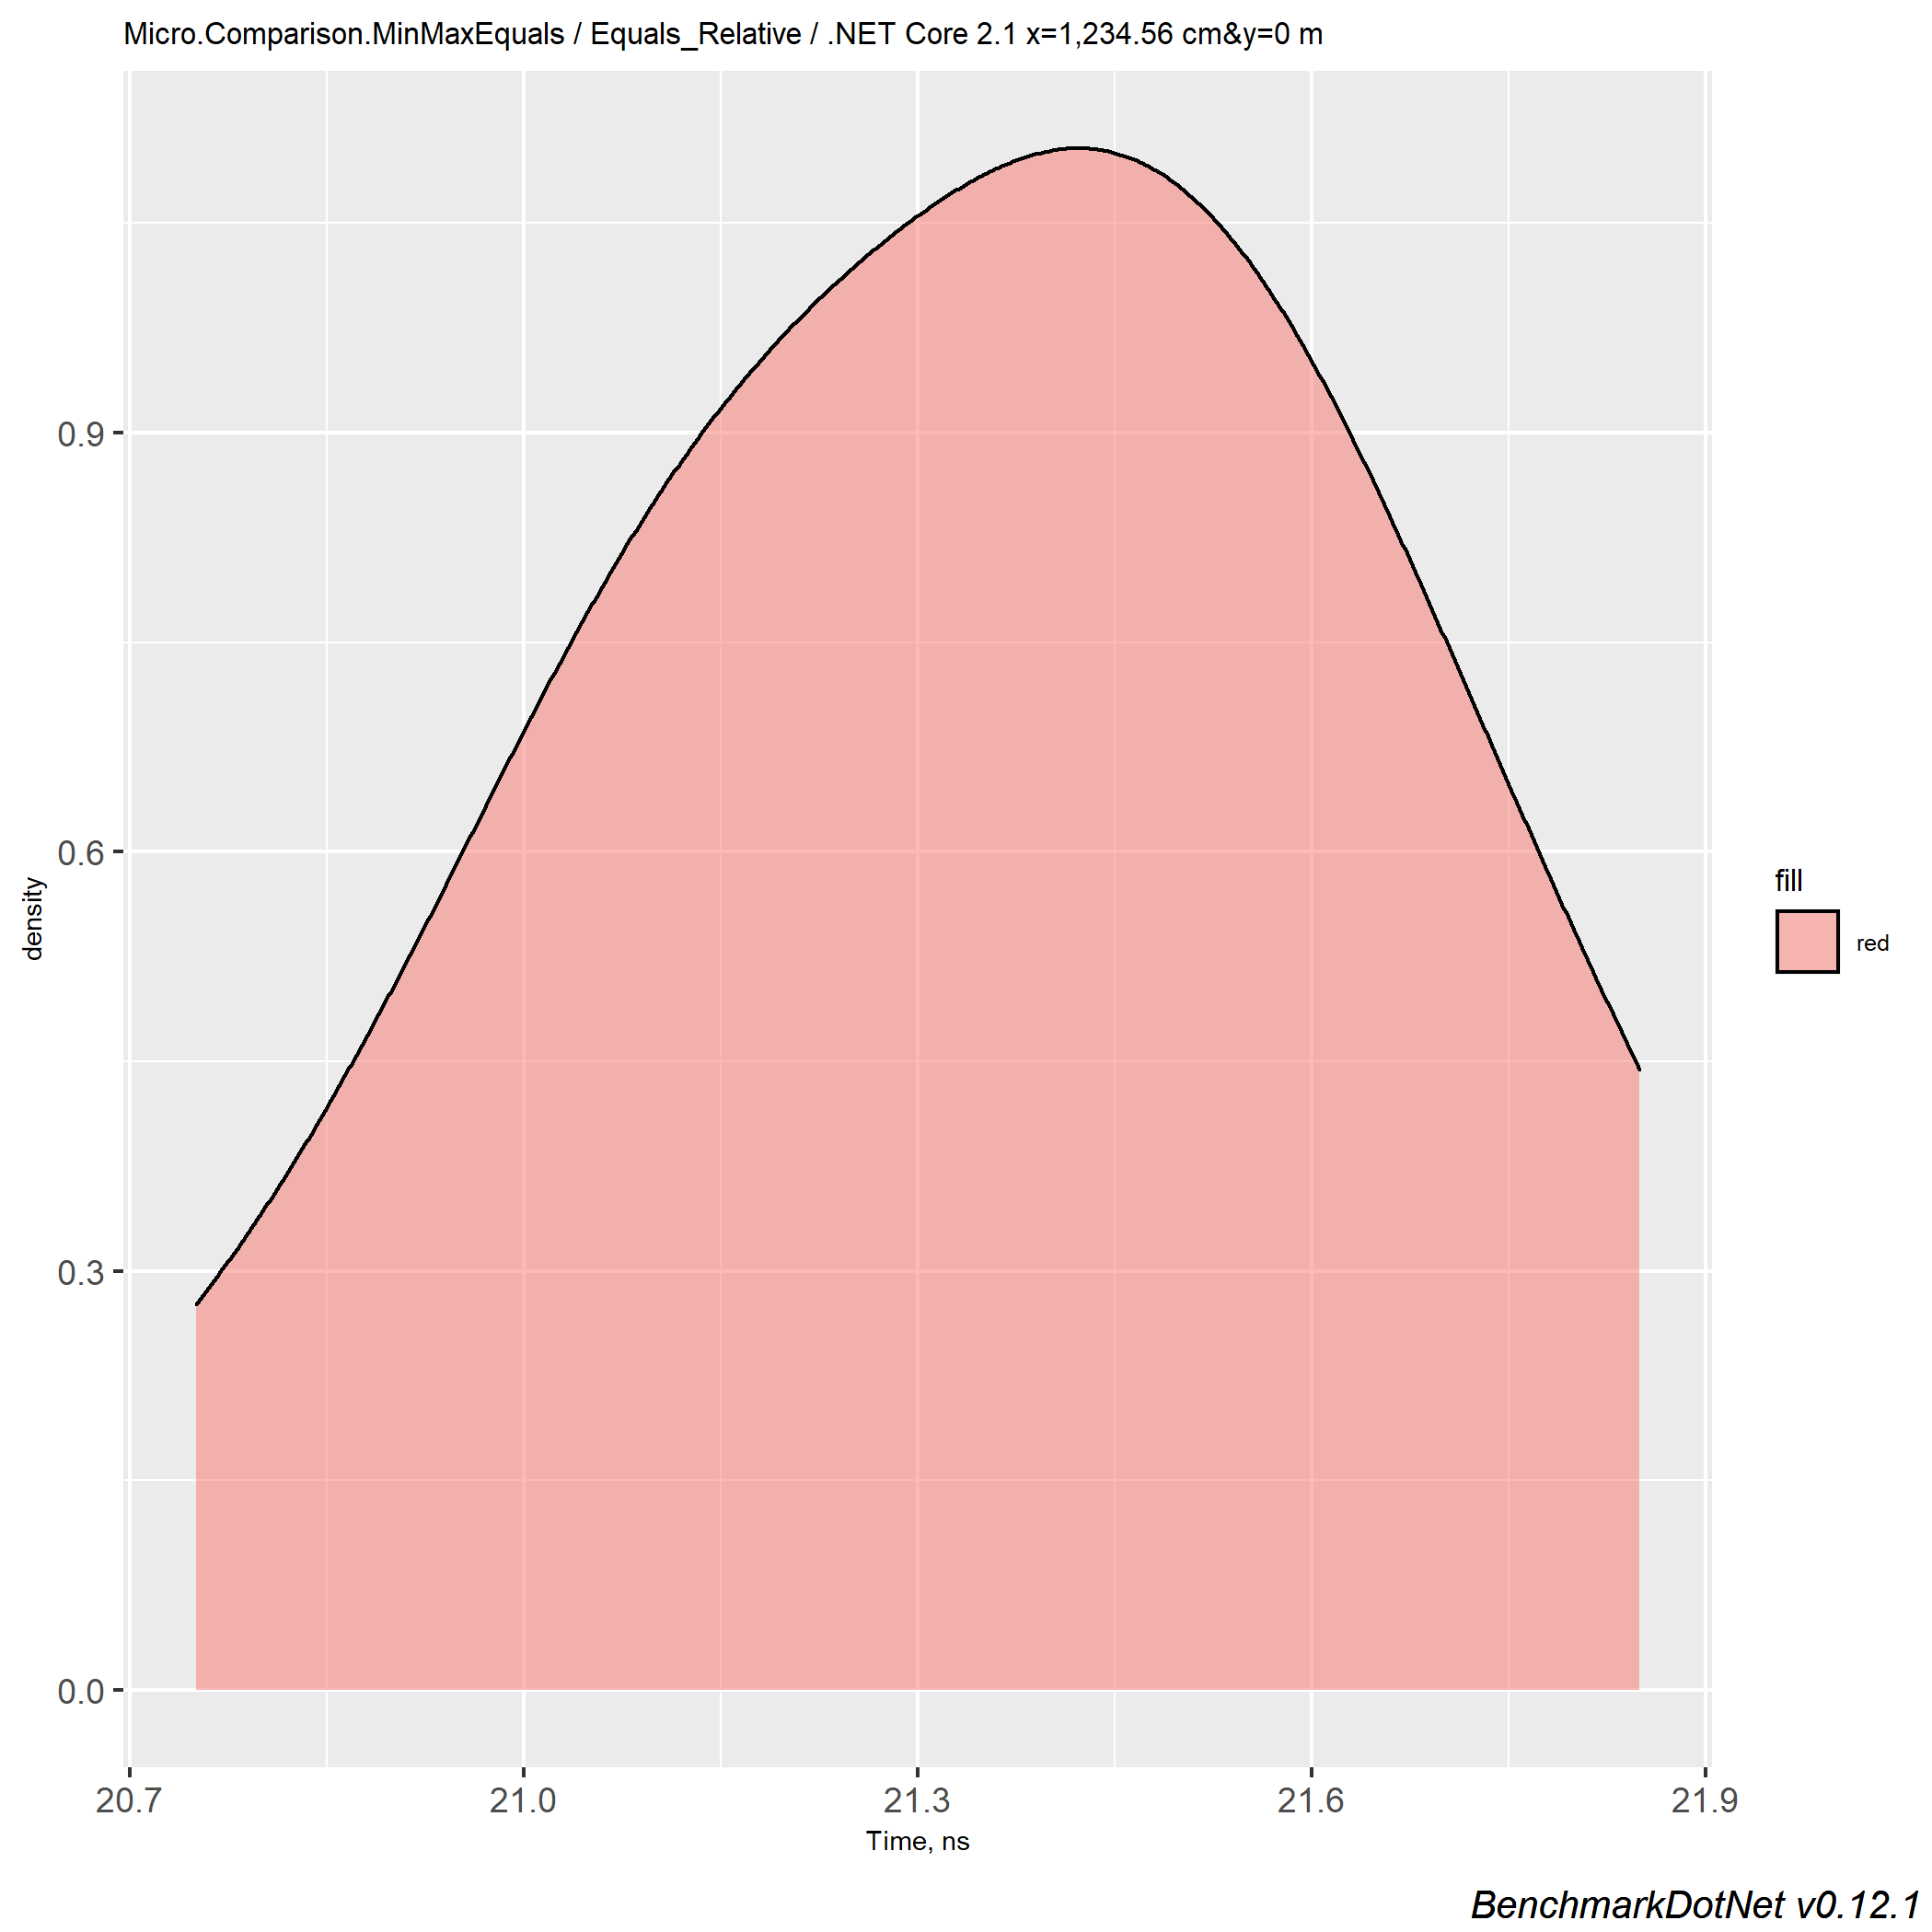 Micro.Comparison.MinMaxEquals / Equals_Relative / .NET Core 2.1 x=1,234.56 cm&y=0 m
0.9
0.6
0.3
0.0
density
20.7 21.0 21.3 21.6 21.9
Time, ns
fill
red
BenchmarkDotNet v0.12.1